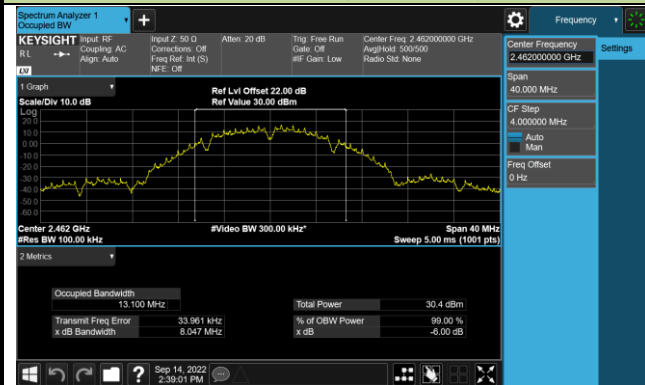 Spectrum Analyzer 1
Occupied BW
+
Frequency
KEYSIGHT
R L
LXI
Input: RF
Coupling: AC
Align: Auto
Input Z: 50 Ω
Corrections: Off
Freq Ref: Int (S)
NFE: Off
Atten: 20 dB
Trig: Free Run
Gate: Off
#IF Gain: Low
Center Freq: 2.462000000 GHz
Avg|Hold: 500/500
Radio Std: None
Center Frequency
2.462000000 GHz
Settings
Span
40.000 MHz
CF Step
4.000000 MHz
Auto
Man
Freq Offset
0 Hz
1 Graph
Scale/Div 10.0 dB
Ref Lvl Offset 22.00 dB
Ref Value 30.00 dBm
Log
20.0
10.0
0.00
-10.0
-20.0
-30.0
-40.0
-50.0
-60.0
Center 2.462 GHz
#Video BW 300.00 kHz*
Span 40 MHz
#Res BW 100.00 kHz
Sweep 5.00 ms (1001 pts)
2 Metrics
Occupied Bandwidth
13.100 MHz
Total Power 30.4 dBm
Transmit Freq Error 33.961 kHz
% of OBW Power 99.00 %
x dB Bandwidth 8.047 MHz
x dB -6.00 dB
?
Sep 14, 2022
2:39:01 PM